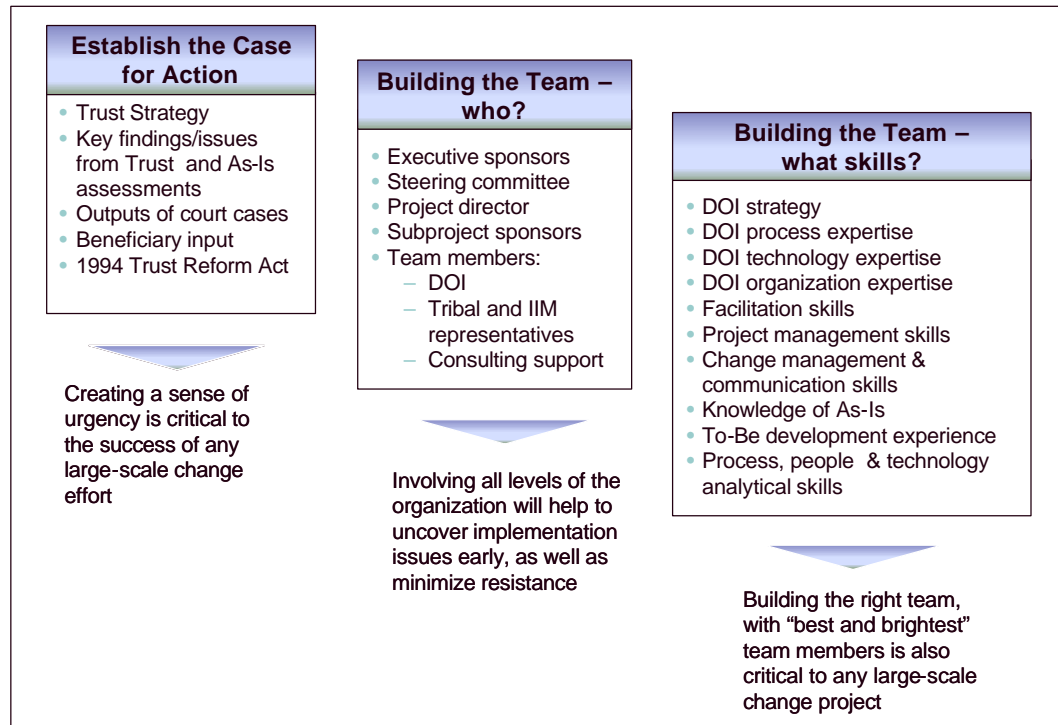 Establish the Case
for Action
• Trust Strategy
• Key findings/issues
from Trust and As-Is
assessments
• Outputs of court cases
• Beneficiary input
• 1994 Trust Reform Act
Creating a sense of
urgency is critical to
the success of any
large-scale change
effort
Building the Team –
who?
• Executive sponsors
• Steering committee
• Project director
• Subproject sponsors
• Team members:
– DOI
– Tribal and IIM
representatives
– Consulting support
Involving all levels of the
organization will help to
uncover implementation
issues early, as well as
minimize resistance
Building the Team –
what skills?
• DOI strategy
• DOI process expertise
• DOI technology expertise
• DOI organization expertise
• Facilitation skills
• Project management skills
• Change management &
communication skills
• Knowledge of As-Is
• To-Be development experience
• Process, people & technology
analytical skills
Building the right team,
with “best and brightest”
team members is also
critical to any large-scale
change project